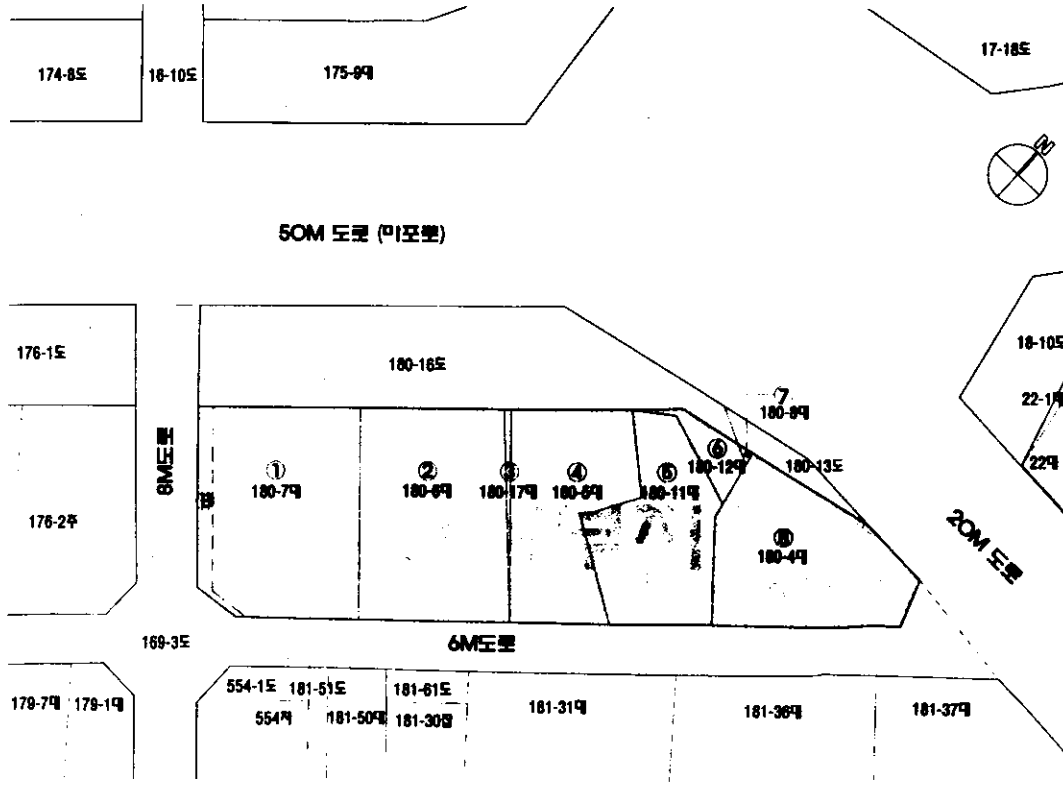 174-8도
16-10도
175-9대
17-18도
N
50M 도로 (마포로)
176-1도
180-16도
18-10도
22-1대
⑦
180-9대
8M도로
176-2주
①
180-7대
②
180-6대
③
180-17대
④
180-5대
⑤
180-11대
⑥
180-12대
180-13도
22대
⑧
180-4대
20M 도로
169-3도
6M도로
179-7대
179-1대
554-1도
181-51도
181-61도
554차
181-50대
181-30잡
181-31대
181-36대
181-37대